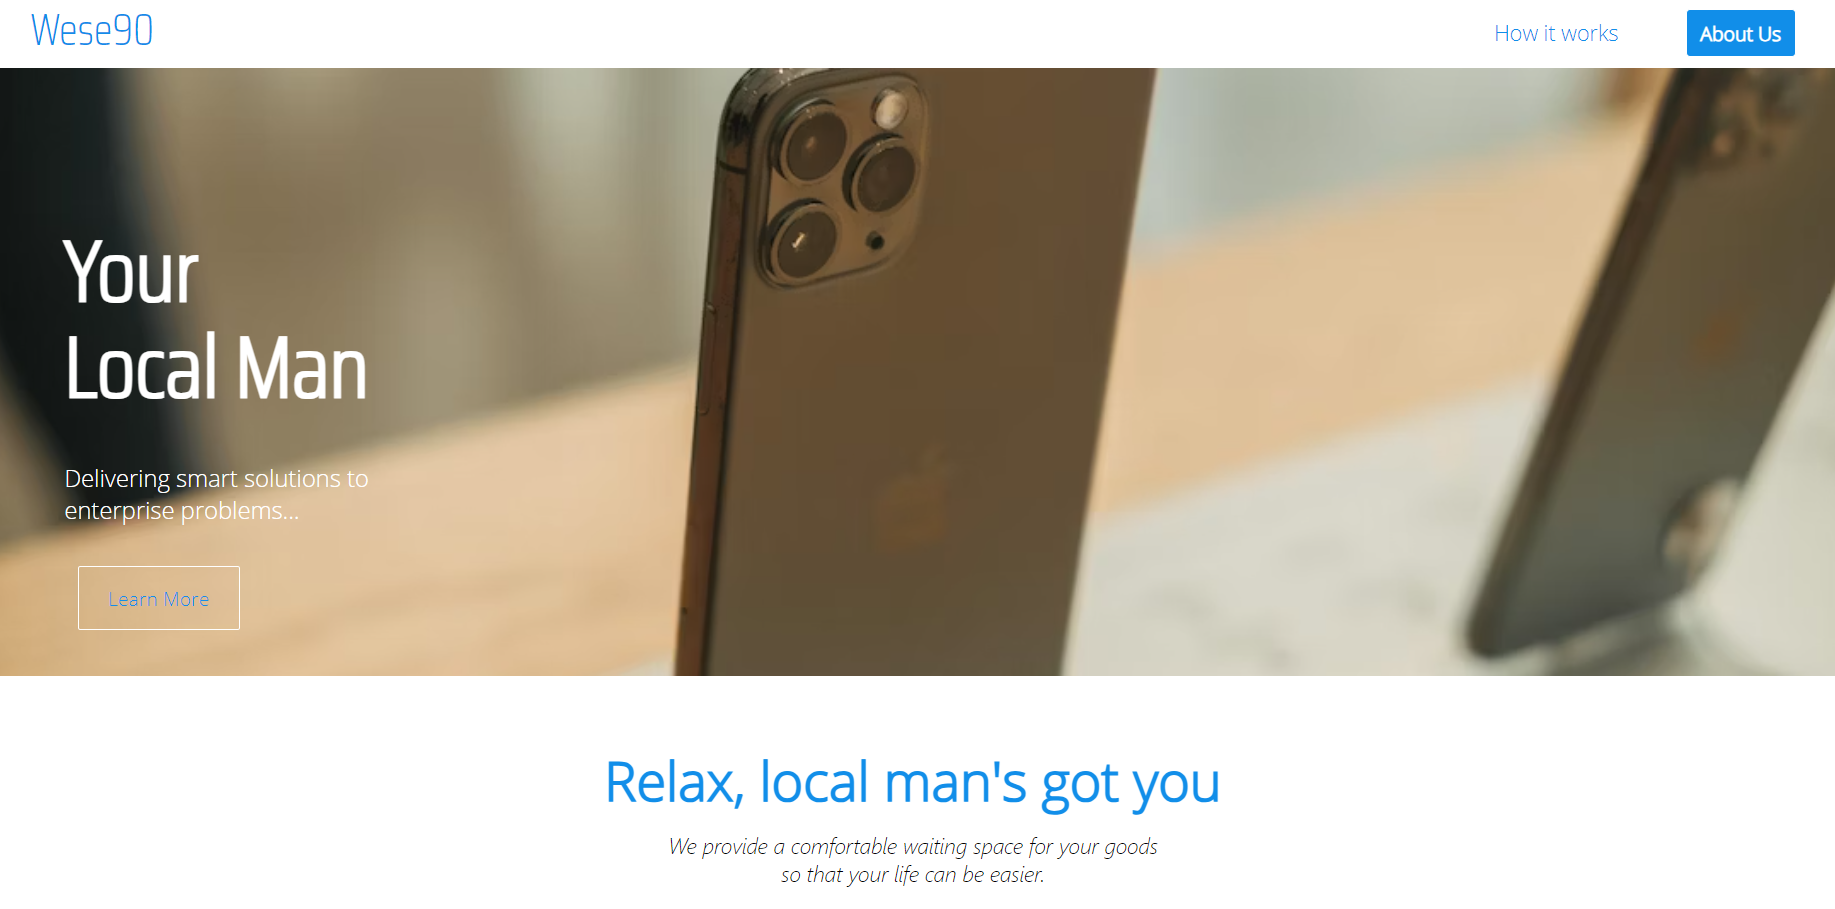 Wese90
How it works
About Us
Your
Local Man
Delivering smart solutions to
enterprise problems...
Learn More
Relax, local man's got you
We provide a comfortable waiting space for your goods
so that your life can be easier.